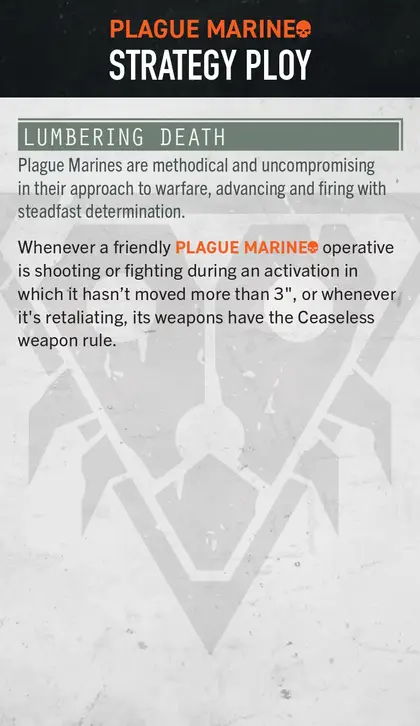 PLAGUE MARINE
STRATEGY PLOY
LUMBERING DEATH
Plague Marines are methodical and uncompromising
in their approach to warfare, advancing and firing with
steadfast determination.
Whenever a friendly PLAGUE MARINE operative
is shooting or fighting during an activation in
which it hasn’t moved more than 3", or whenever
it's retaliating, its weapons have the Ceaseless
weapon rule.